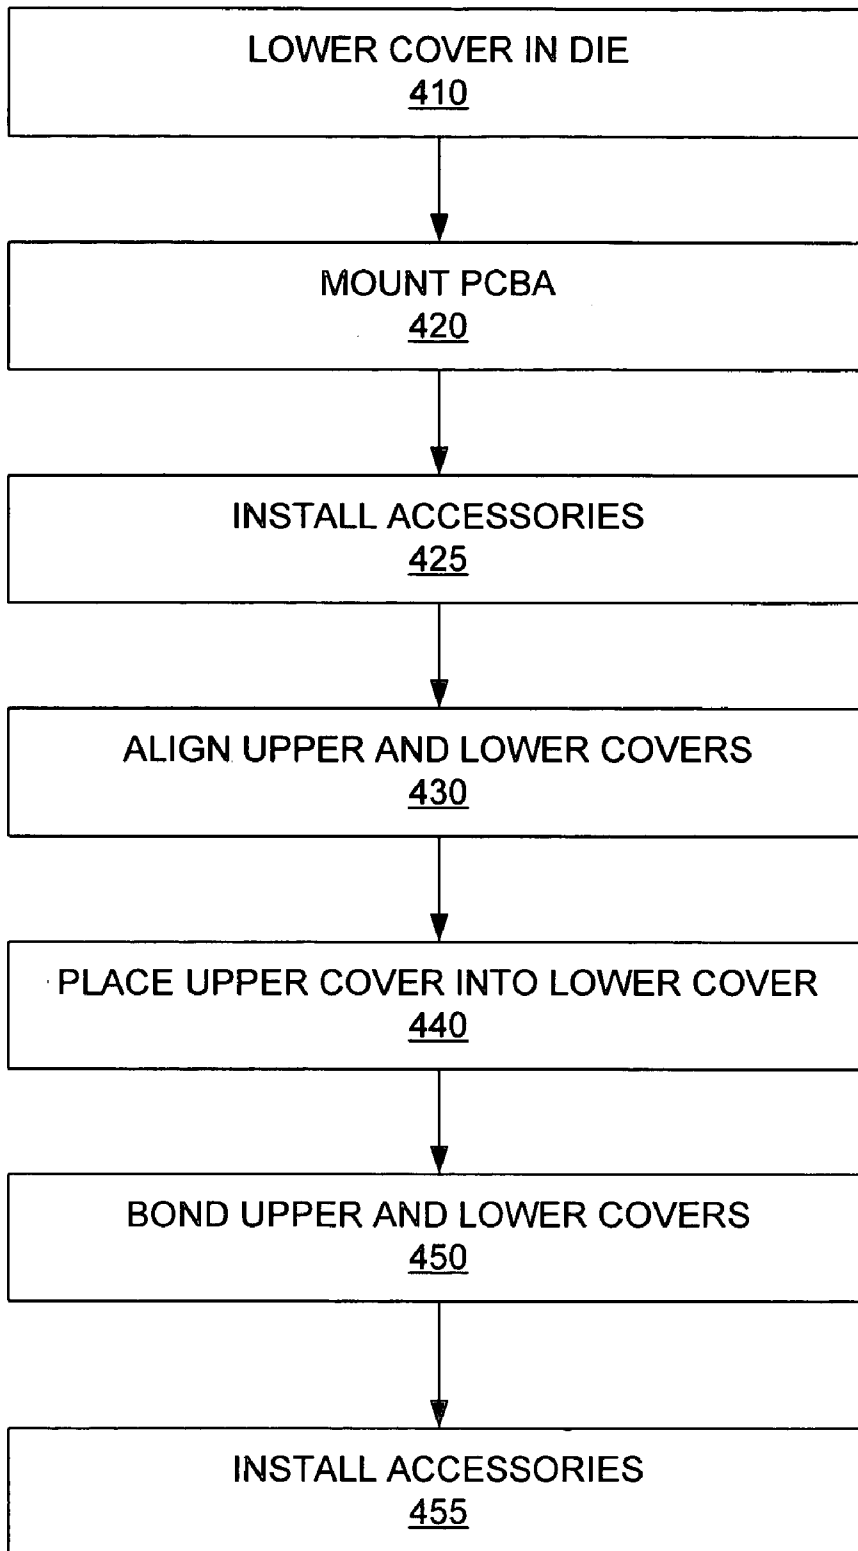 LOWER COVER IN DIE
410
MOUNT PCBA
420
INSTALL ACCESSORIES
425
ALIGN UPPER AND LOWER COVERS
430
PLACE UPPER COVER INTO LOWER COVER
440
BOND UPPER AND LOWER COVERS
450
INSTALL ACCESSORIES
455